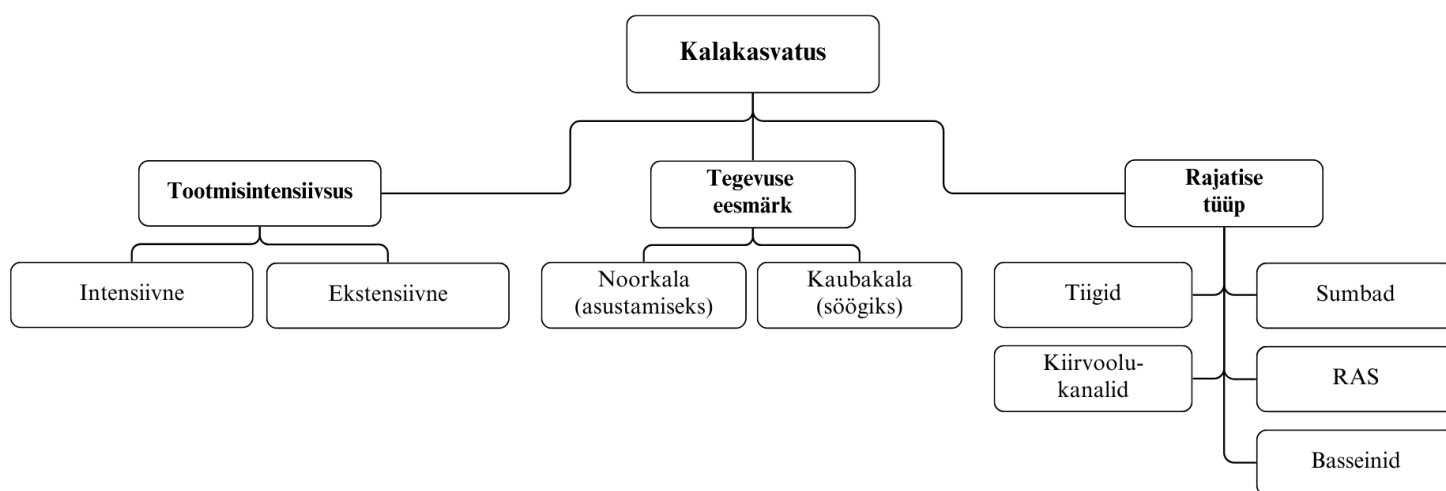 Kalakasvatus
Tootmisintensiivsus
Tegevuse
eesmärk
Rajatise
tüüp
Intensiivne
Ekstensiivne
Noorkala
(asustamiseks)
Kaubakala
(söögiks)
Tiigid
Sumbad
Kiirvoolu-
kanalid
RAS
Basseinid